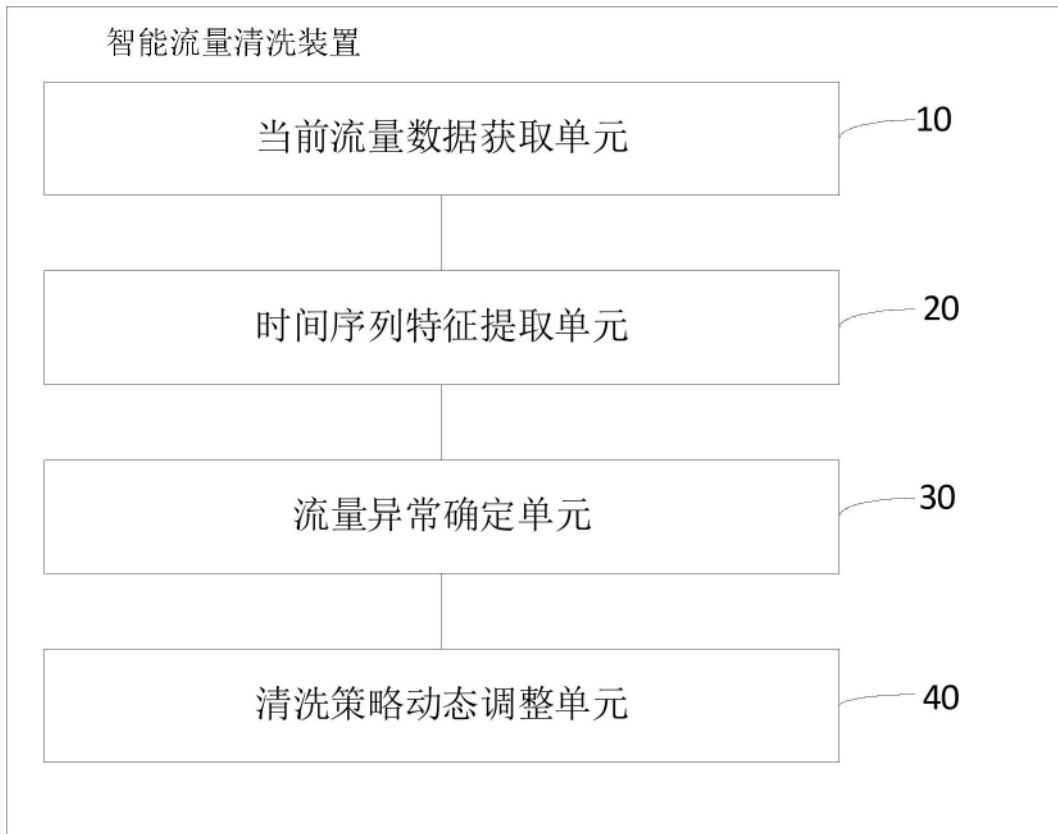 智能流量清洗装置
当前流量数据获取单元
10
时间序列特征提取单元
20
流量异常确定单元
30
清洗策略动态调整单元
40